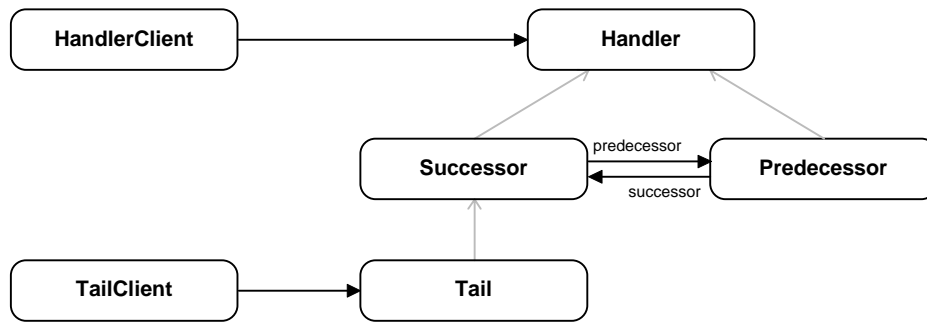 HandlerClient
Handler
predecessor
Successor
Predecessor
successor
TailClient
Tail